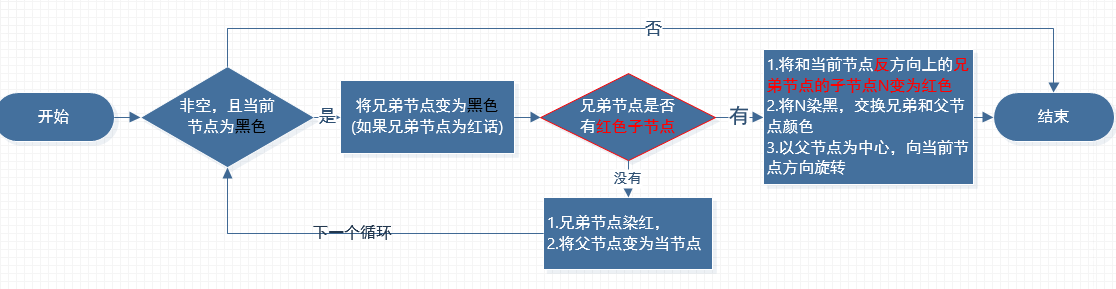 否
开始
非空，且当前
节点为黑色
是
将兄弟节点变为黑色
(如果兄弟节点为红话)
兄弟节点是否
有红色子节点
有
1.将和当前节点反方向上的兄
弟节点的子节点N变为红色
2.将N染黑，交换兄弟和父节
点颜色
3.以父节点为中心，向当前节
点方向旋转
结束
没有
1.兄弟节点染红，
2.将父节点变为当节点
下一个循环